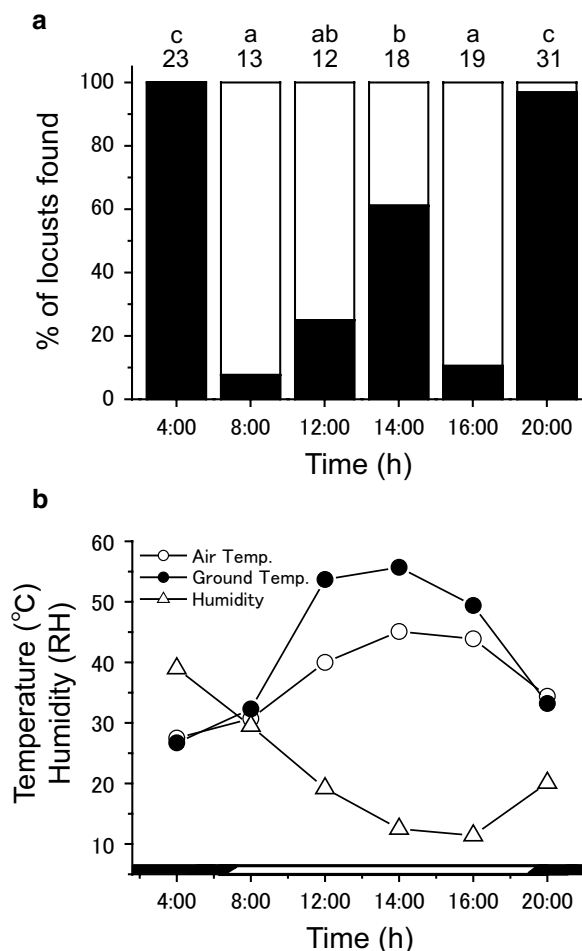 a
c a ab b a c
23 13 12 18 19 31
100
80
60
40
20
0
% of locusts found
4:00 8:00 12:00 14:00 16:00 20:00
Time (h)
b
60
50
40
30
20
10
Temperature (°C)
Humidity (RH)
Air Temp.
Ground Temp.
Humidity
4:00 8:00 12:00 14:00 16:00 20:00
Time (h)